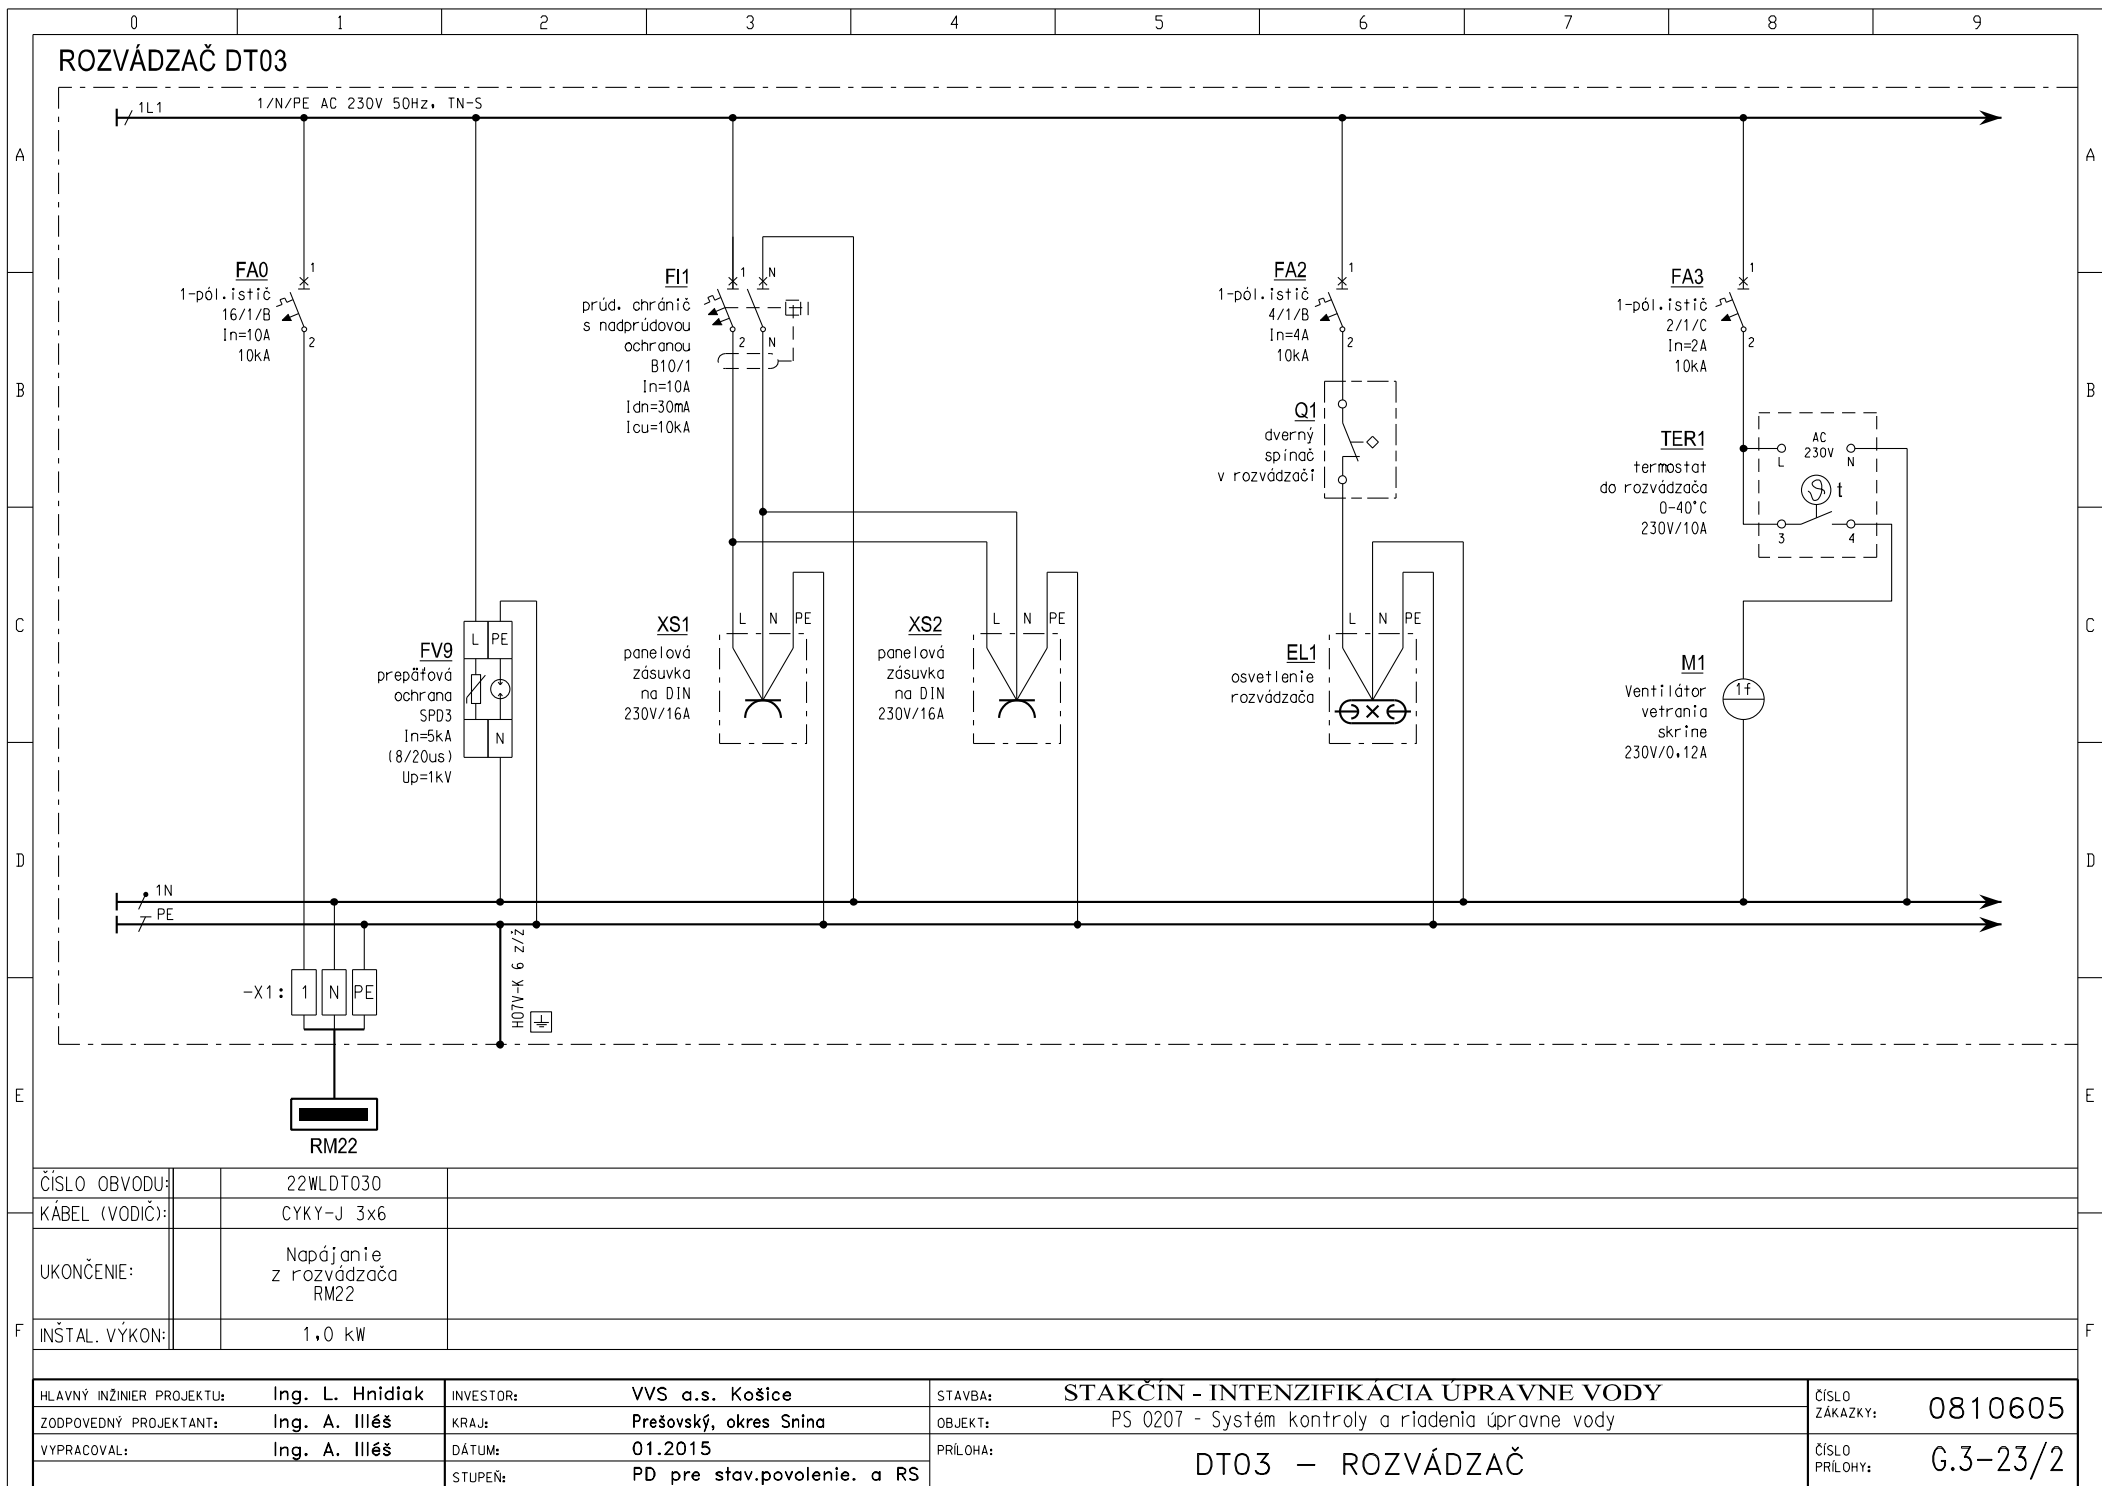 0 1 2 3 4 5 6 7 8 9
ROZVÁDZAČ DT03
1L1
1/N/PE AC 230V 50Hz, TN-S
A
A
FA0
1-pól.istič
16/1/B
In=10A
10kA
1
2
FI1
prúd. chránič
s nadprúdovou
ochranou
B10/1
In=10A
Idn=30mA
Icu=10kA
1 N
2 N
FA2
1-pól.istič
4/1/B
In=4A
10kA
1
2
FA3
1-pól.istič
2/1/C
In=2A
10kA
1
2
B
B
Q1
dverný
spínač
v rozvádzači
TER1
termostat
do rozvádzača
0-40°C
230V/10A
AC
230V
L N
t
3 4
C
C
FV9
prepäťová
ochrana
SPD3
In=5kA
(8/20us)
Up=1kV
L PE
N
XS1
panelová
zásuvka
na DIN
230V/16A
L N PE
XS2
panelová
zásuvka
na DIN
230V/16A
L N PE
EL1
osvetlenie
rozvádzača
L N PE
M1
Ventilátor
vetrania
skrine
230V/0,12A
1f
D
D
1N
PE
-X1: 1 N PE
H07V-K 6 z/ž
E
E
RM22
ČÍSLO OBVODU: 22WLDT030
KÁBEL (VODIČ): CYKY-J 3x6
UKONČENIE:
Napájanie
z rozvádzača
RM22
F
F
INŠTAL. VÝKON: 1,0 kW
HLAVNÝ INŽINIER PROJEKTU: Ing. L. Hnidiak
ZODPOVEDNÝ PROJEKTANT: Ing. A. Illéš
VYPRACOVAL: Ing. A. Illéš
INVESTOR: VVS a.s. Košice
KRAJ: Prešovský, okres Snina
DÁTUM: 01.2015
STUPEŇ: PD pre stav.povolenie. a RS
STAVBA: STAKČÍN - INTENZIFIKÁCIA ÚPRAVNE VODY
OBJEKT: PS 0207 - Systém kontroly a riadenia úpravne vody
PRÍLOHA: DT03 – ROZVÁDZAČ
ČÍSLO
ZÁKAZKY: 0810605
ČÍSLO
PRÍLOHY: G.3-23/2